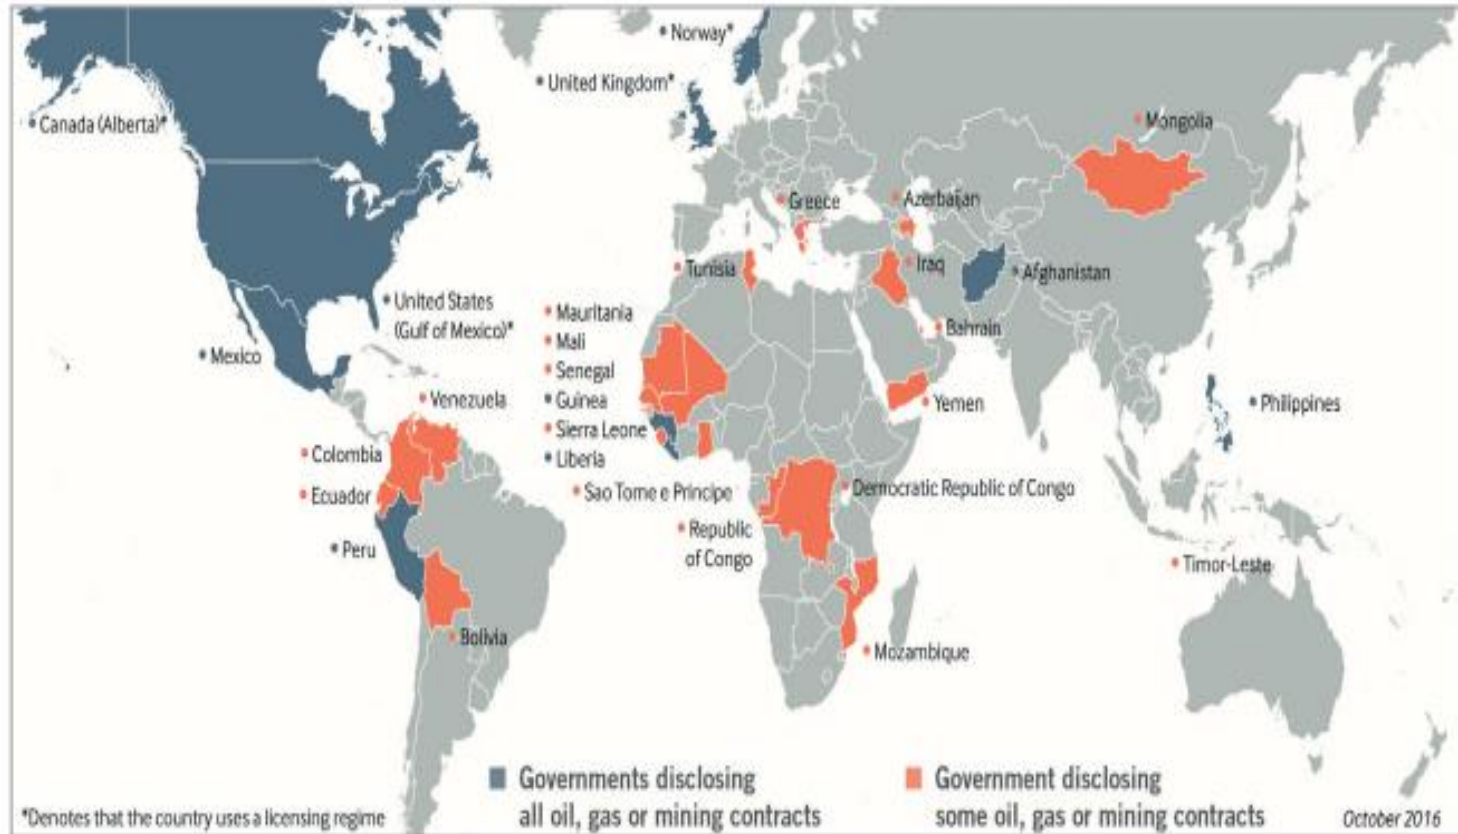 Norway*
United Kingdom*
Canada (Alberta)*
Mongolia
Greece
Azerbaijan
Tunisia
Iraq
Afghanistan
United States
(Gulf of Mexico)*
Mauritania
Mali
Senegal
Guinea
Sierra Leone
Liberia
Bahrain
Mexico
Venezuela
Yemen
Philippines
Colombia
Ecuador
Sao Tome e Principe
Democratic Republic of Congo
Republic
of Congo
Peru
Timor-Leste
Bolivia
Mozambique
Governments disclosing
all oil, gas or mining contracts
Government disclosing
some oil, gas or mining contracts
*Denotes that the country uses a licensing regime
October 2016